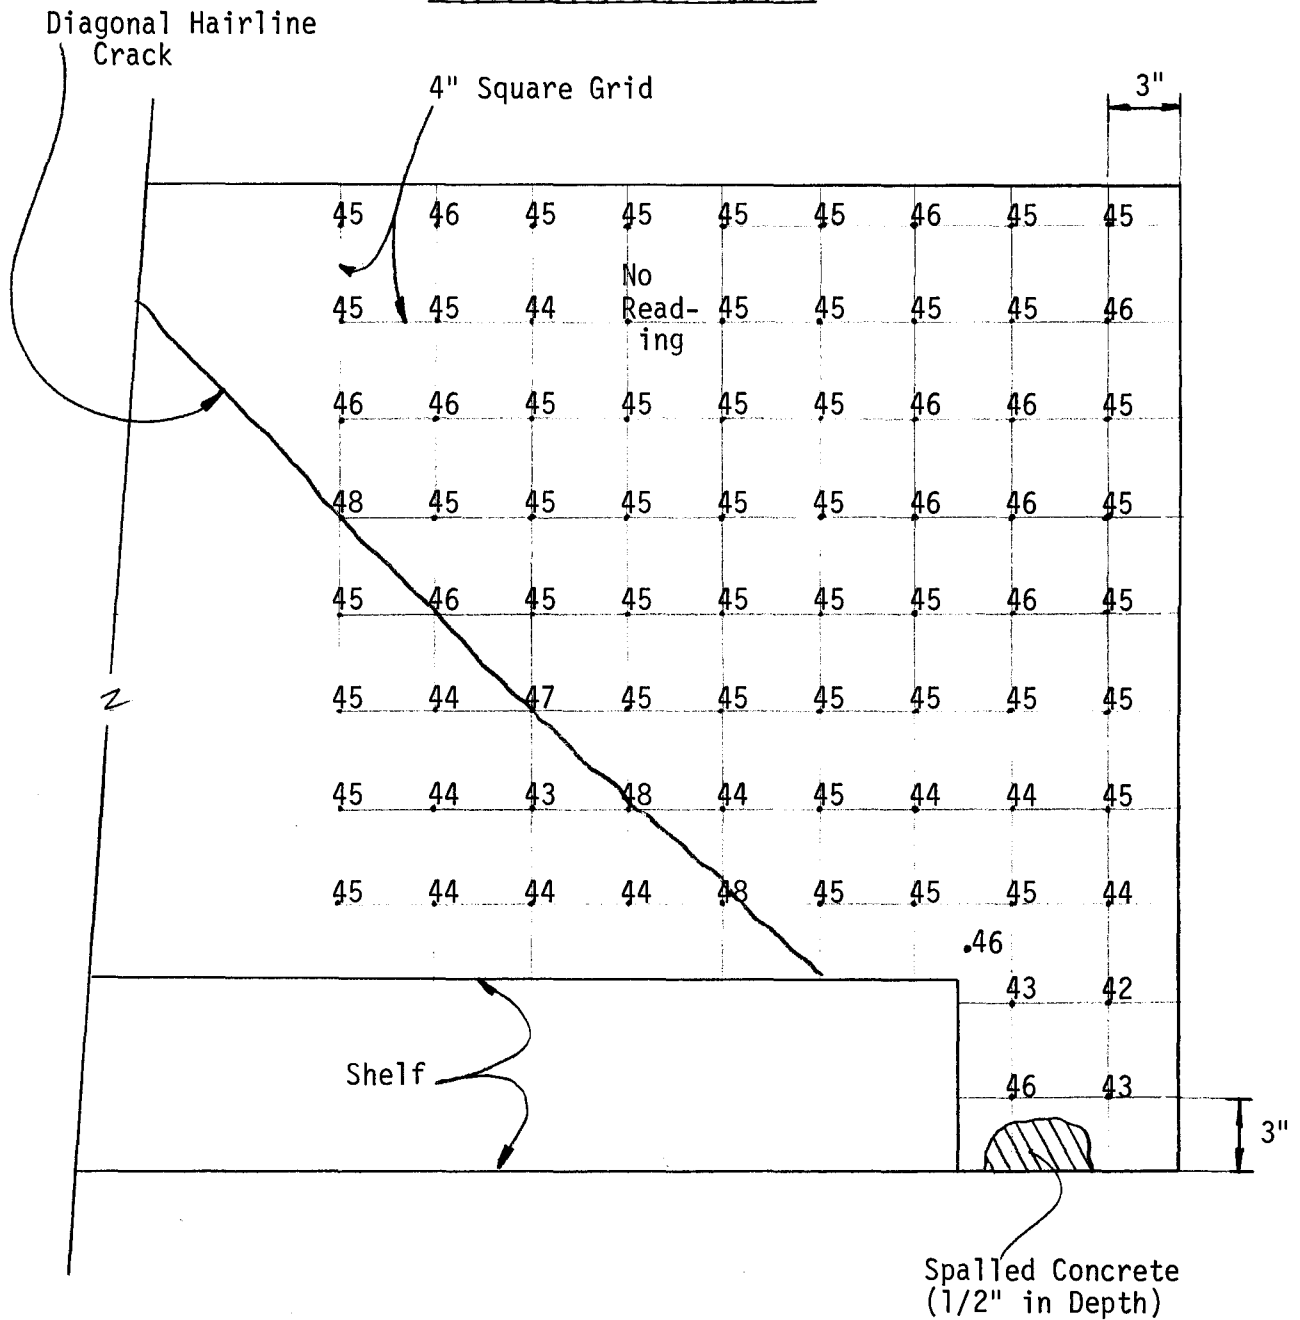 Diagonal Hairline
Crack
4" Square Grid
3"
45 46 45 45 45 45 46 45 45
No
Read-
ing
45 45 44 45 45 45 46
46 46 45 45 45 45 46 46 45
48 45 45 45 45 45 46 46 45
45 46 45 45 45 45 45 46 45
45 44 47 45 45 45 45 45 45
45 44 43 48 44 45 44 44 45
45 44 44 44 48 45 45 45 44
.46
43 42
Shelf
46 43
3"
Spalled Concrete
(1/2" in Depth)